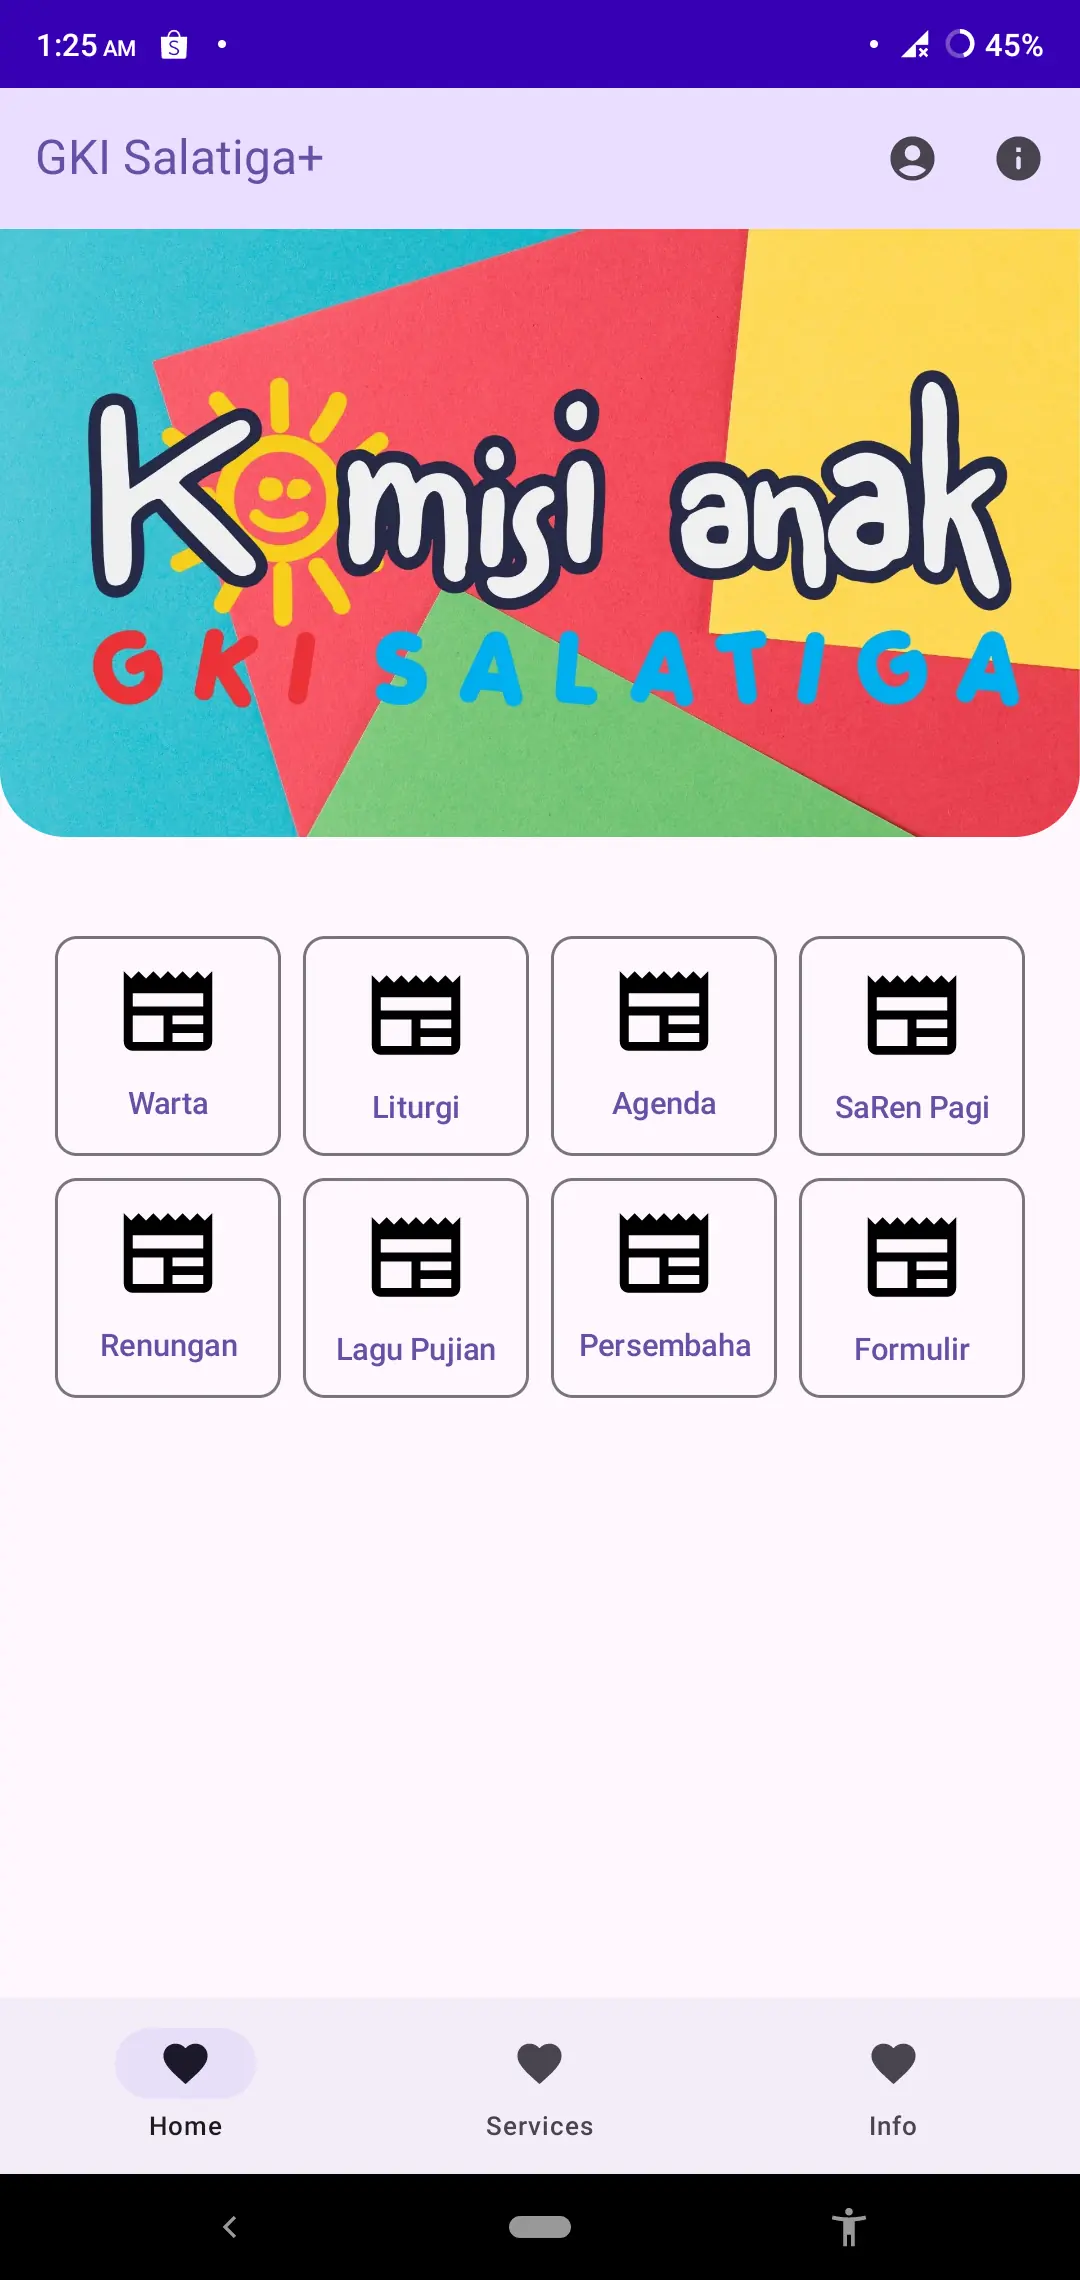 1:25 AM
45%
GKI Salatiga+
Komisi anak
GKI SALATIGA
Warta
Liturgi
Agenda
SaRen Pagi
Renungan
Lagu Pujian
Persembaha
Formulir
Home
Services
Info